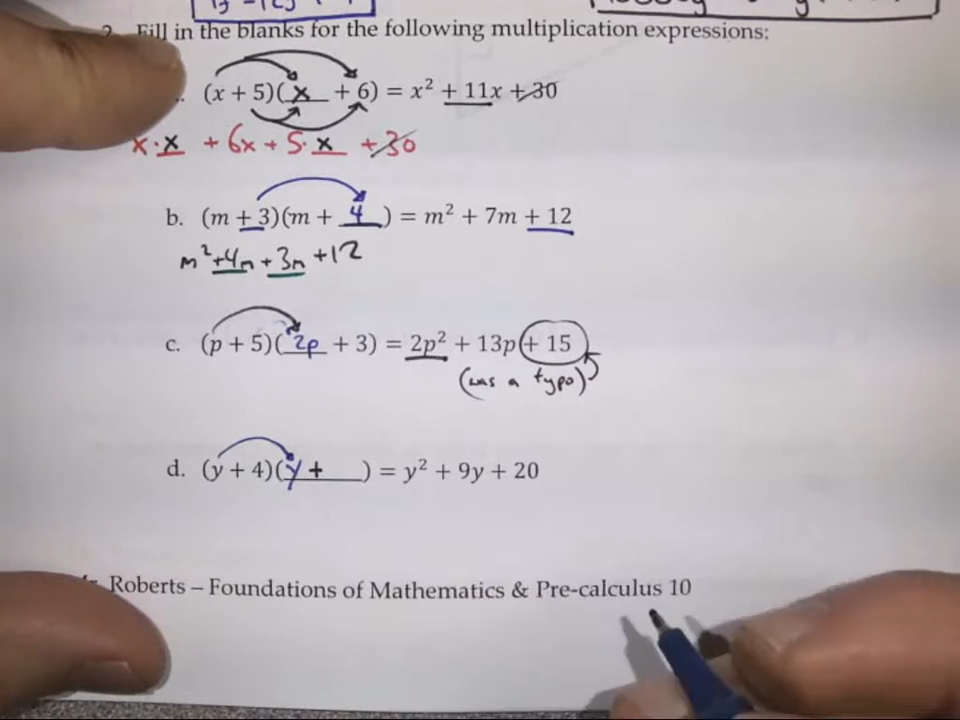 2. Fill in the blanks for the following multiplication expressions:
(x + 5)( x + 6) = x² + 11x + 30
x · x + 6x + 5 · x + 30
b. (m + 3)(m + 4 ) = m² + 7m + 12
m² + 4m + 3m + 12
c. (p + 5)( 2p + 3) = 2p² + 13p + 15
(was a typo)
d. (y + 4)( y + ___ ) = y² + 9y + 20
Roberts – Foundations of Mathematics & Pre-calculus 10